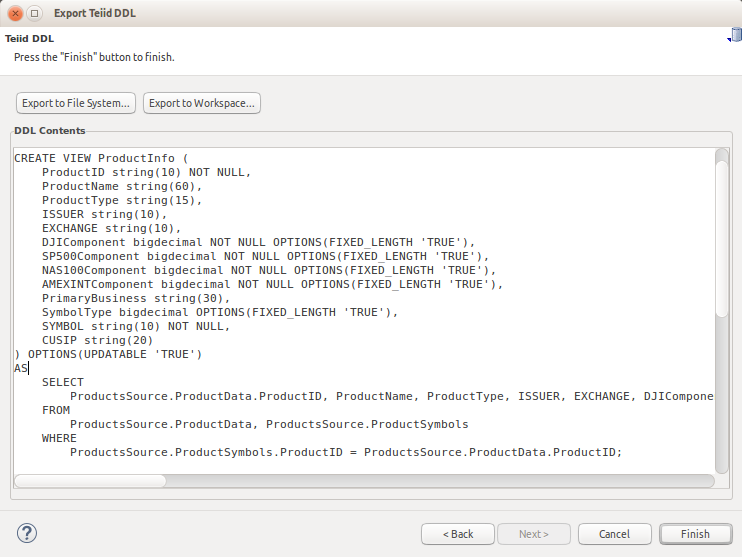 Export Teiid DDL
Teiid DDL
Press the "Finish" button to finish.
Export to File System... Export to Workspace...
DDL Contents
CREATE VIEW ProductInfo (
    ProductID string(10) NOT NULL,
    ProductName string(60),
    ProductType string(15),
    ISSUER string(10),
    EXCHANGE string(10),
    DJIComponent bigdecimal NOT NULL OPTIONS(FIXED_LENGTH 'TRUE'),
    SP500Component bigdecimal NOT NULL OPTIONS(FIXED_LENGTH 'TRUE'),
    NAS100Component bigdecimal NOT NULL OPTIONS(FIXED_LENGTH 'TRUE'),
    AMEXINTComponent bigdecimal NOT NULL OPTIONS(FIXED_LENGTH 'TRUE'),
    PrimaryBusiness string(30),
    SymbolType bigdecimal OPTIONS(FIXED_LENGTH 'TRUE'),
    SYMBOL string(10) NOT NULL,
    CUSIP string(20)
) OPTIONS(UPDATABLE 'TRUE')
AS
    SELECT
        ProductsSource.ProductData.ProductID, ProductName, ProductType, ISSUER, EXCHANGE, DJICompone
    FROM
        ProductsSource.ProductData, ProductsSource.ProductSymbols
    WHERE
        ProductsSource.ProductSymbols.ProductID = ProductsSource.ProductData.ProductID;
? < Back Next > Cancel Finish